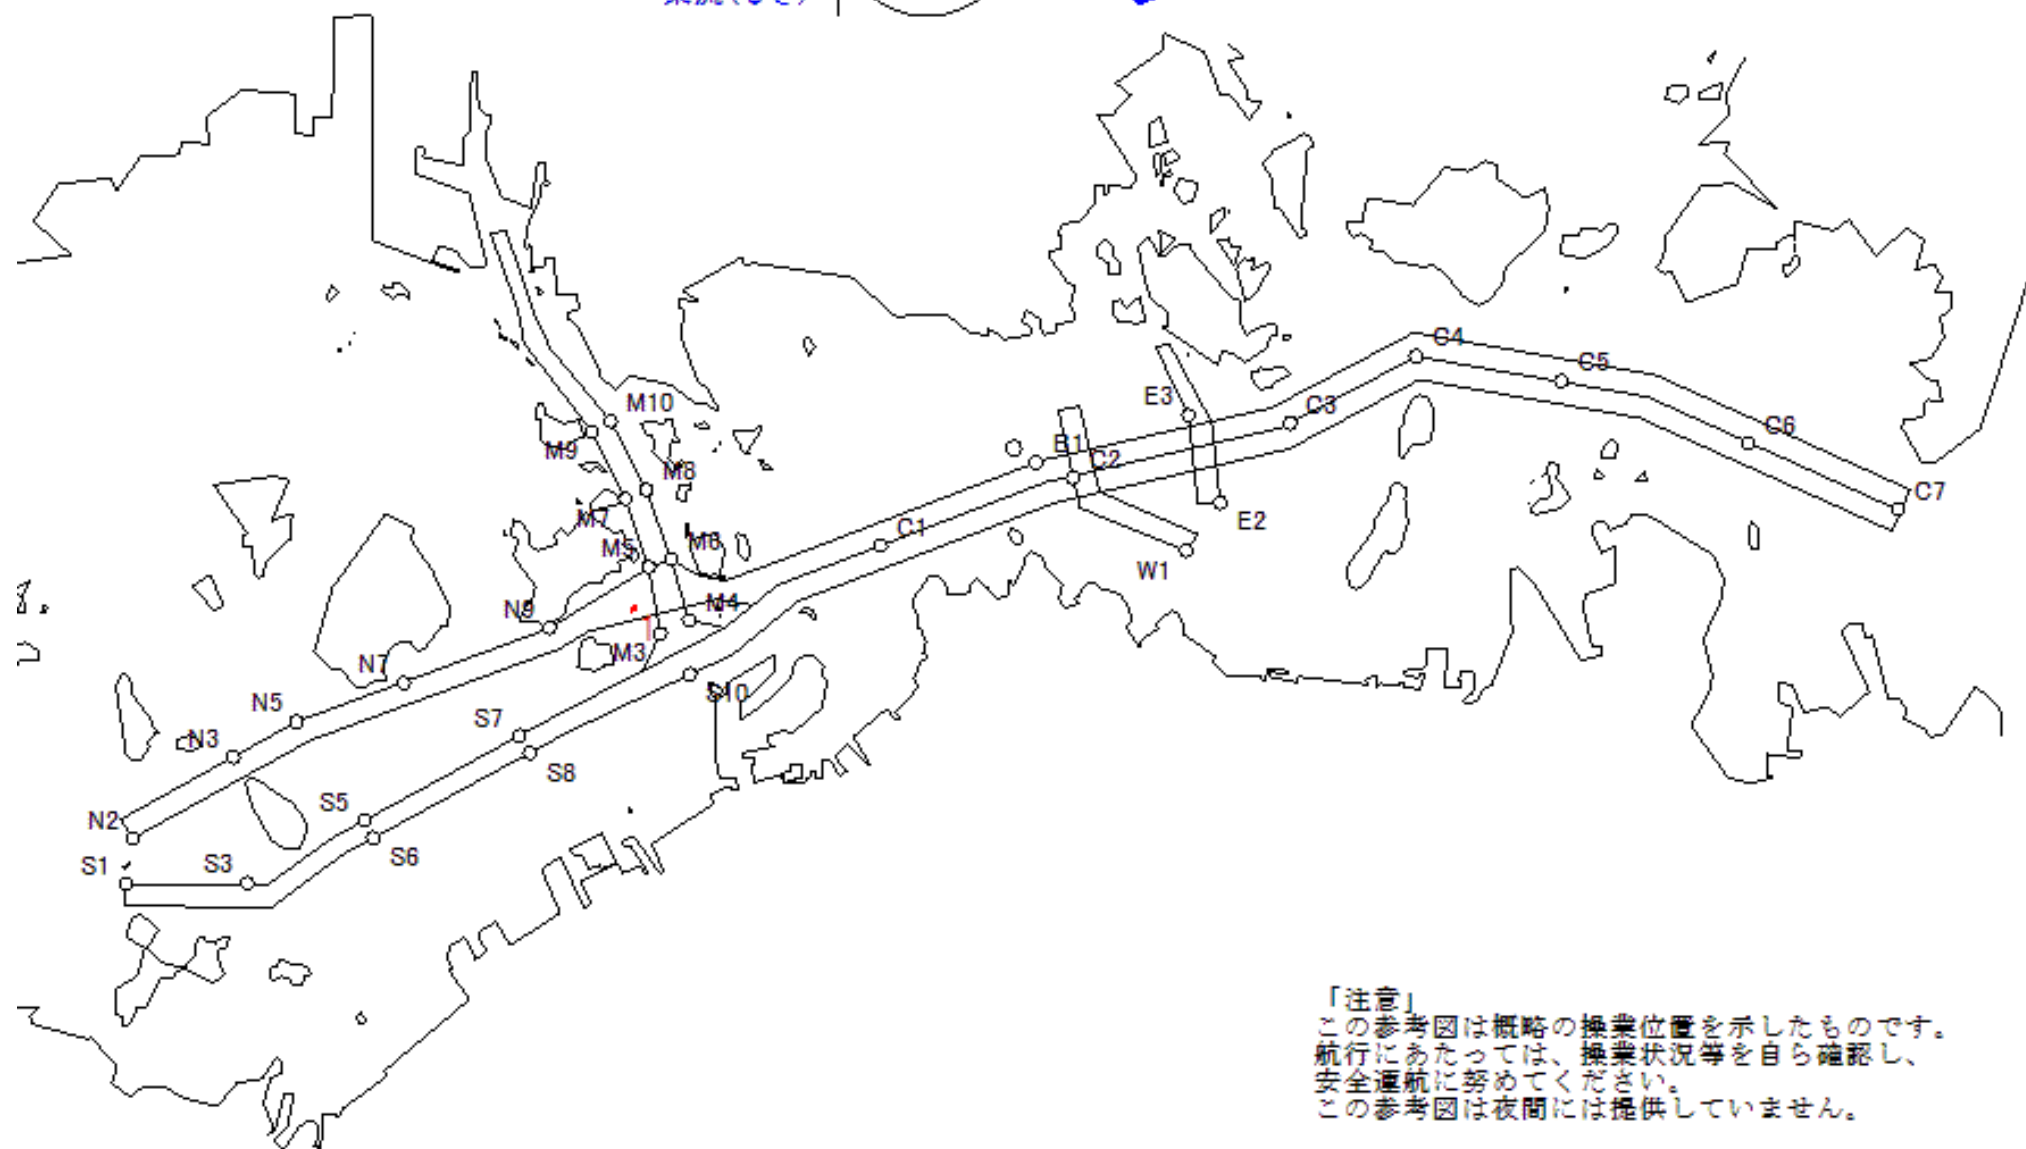 C4
C5
M10
E3
C3
M9
B1
C6
C2
M8
C7
M7
E2
C1
M5
M6
W1
N9
M4
M3
N7
S10
N5
S7
N3
S8
S5
N2
S6
S1
S3
「注意」
この参考図は概略の操業位置を示したものです。
航行にあたっては、操業状況等を自ら確認し、
安全運航に努めてください。
この参考図は夜間には提供していません。